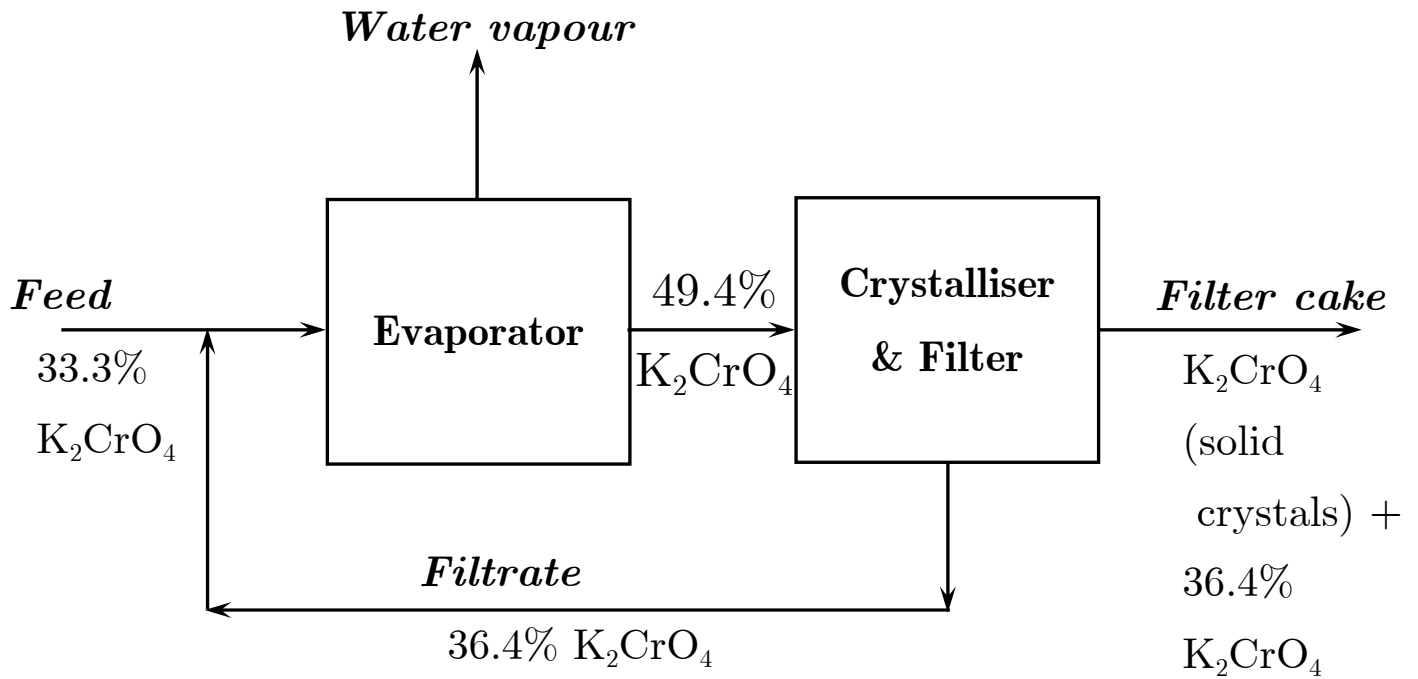 Water vapour
Feed
33.3%
K₂CrO₄
Evaporator
49.4%
K₂CrO₄
Crystalliser
& Filter
Filter cake
K₂CrO₄
(solid
crystals) +
36.4%
K₂CrO₄
Filtrate
36.4% K₂CrO₄